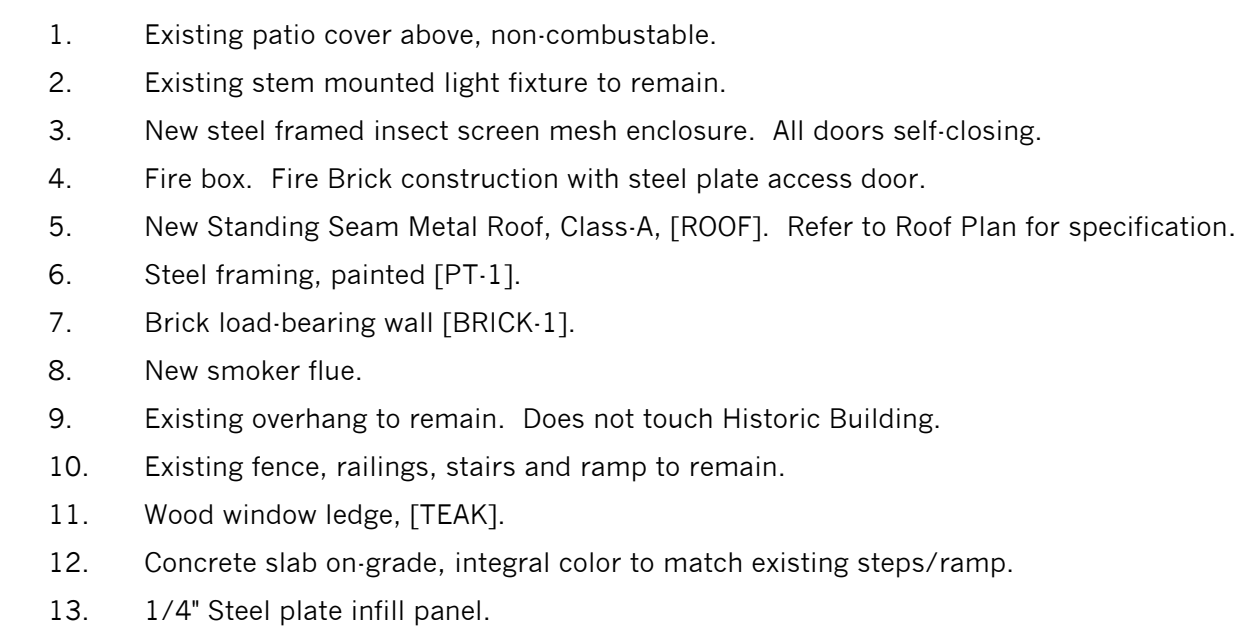 1. Existing patio cover above, non-combustable.
2. Existing stem mounted light fixture to remain.
3. New steel framed insect screen mesh enclosure.  All doors self-closing.
4. Fire box.  Fire Brick construction with steel plate access door.
5. New Standing Seam Metal Roof, Class-A, [ROOF].  Refer to Roof Plan for specification.
6. Steel framing, painted [PT-1].
7. Brick load-bearing wall [BRICK-1].
8. New smoker flue.
9. Existing overhang to remain.  Does not touch Historic Building.
10. Existing fence, railings, stairs and ramp to remain.
11. Wood window ledge, [TEAK].
12. Concrete slab on-grade, integral color to match existing steps/ramp.
13. 1/4" Steel plate infill panel.